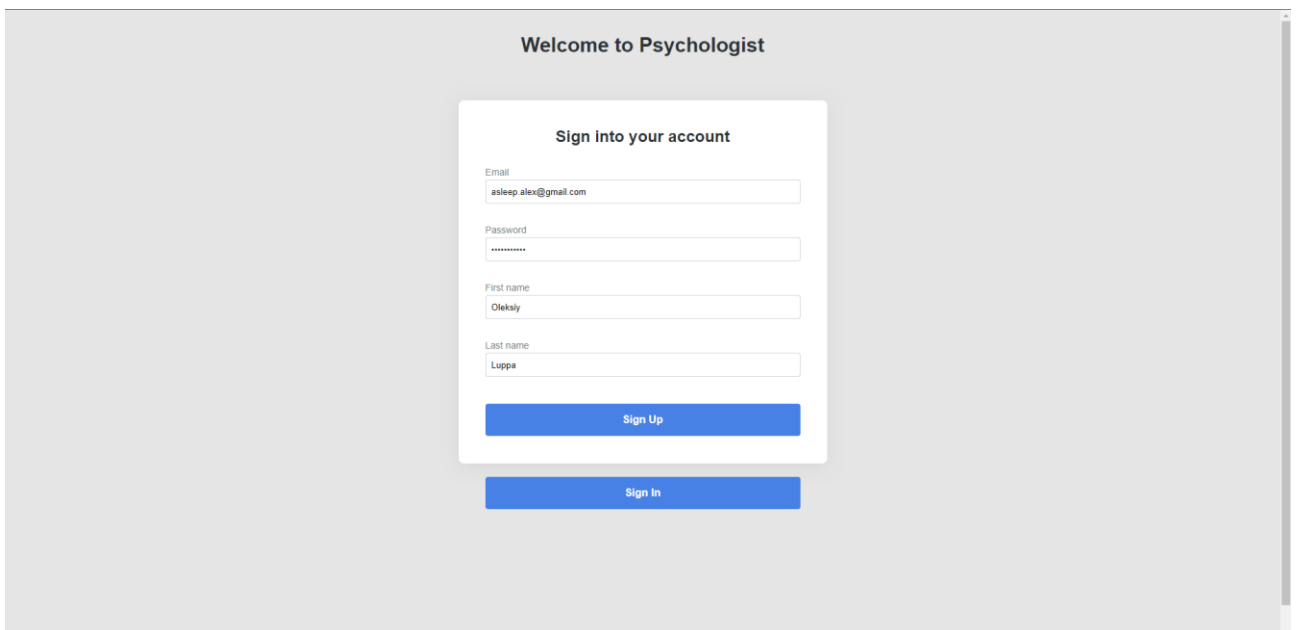 Welcome to Psychologist
Sign into your account
Email
asleep.alex@gmail.com
Password
•••••••••••
First name
Oleksiy
Last name
Luppa
Sign Up
Sign In